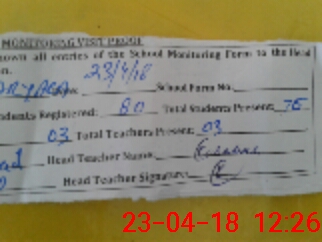 MONITORING VISIT PROOF
shown all entries of the School Monitoring Form to the Head
23/4/18
School Form No.
Students Registered: 80 Total Students Present: 75
03 Total Teachers Present: 03
Head Teacher Name:
Head Teacher Signature:
23-04-18 12:26